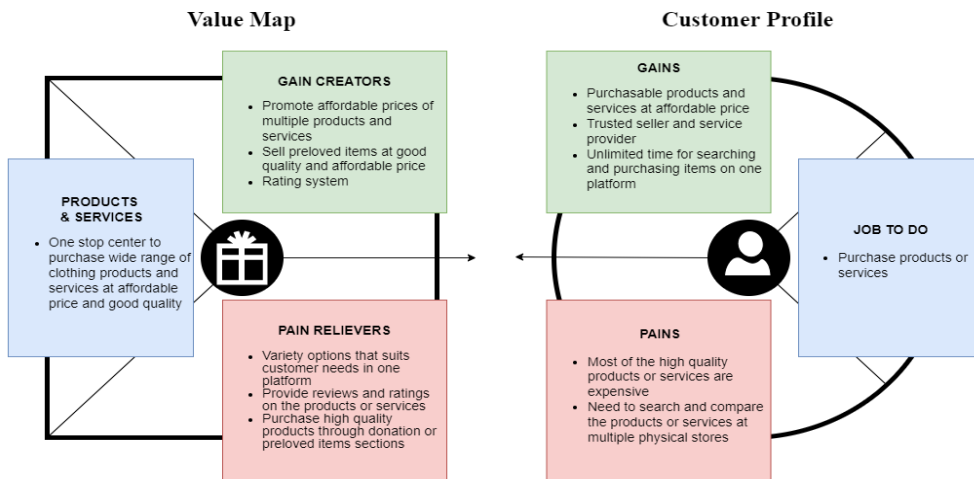 Value Map
Customer Profile
GAIN CREATORS
Promote affordable prices of
multiple products and
services
Sell preloved items at good
quality and affordable price
Rating system
PRODUCTS
& SERVICES
One stop center to
purchase wide range of
clothing products and
services at affordable
price and good quality
PAIN RELIEVERS
Variety options that suits
customer needs in one
platform
Provide reviews and ratings
on the products or services
Purchase high quality
products through donation or
preloved items sections
GAINS
Purchasable products and
services at affordable price
Trusted seller and service
provider
Unlimited time for searching
and purchasing items on one
platform
JOB TO DO
Purchase products or
services
PAINS
Most of the high quality
products or services are
expensive
Need to search and compare
the products or services at
multiple physical stores